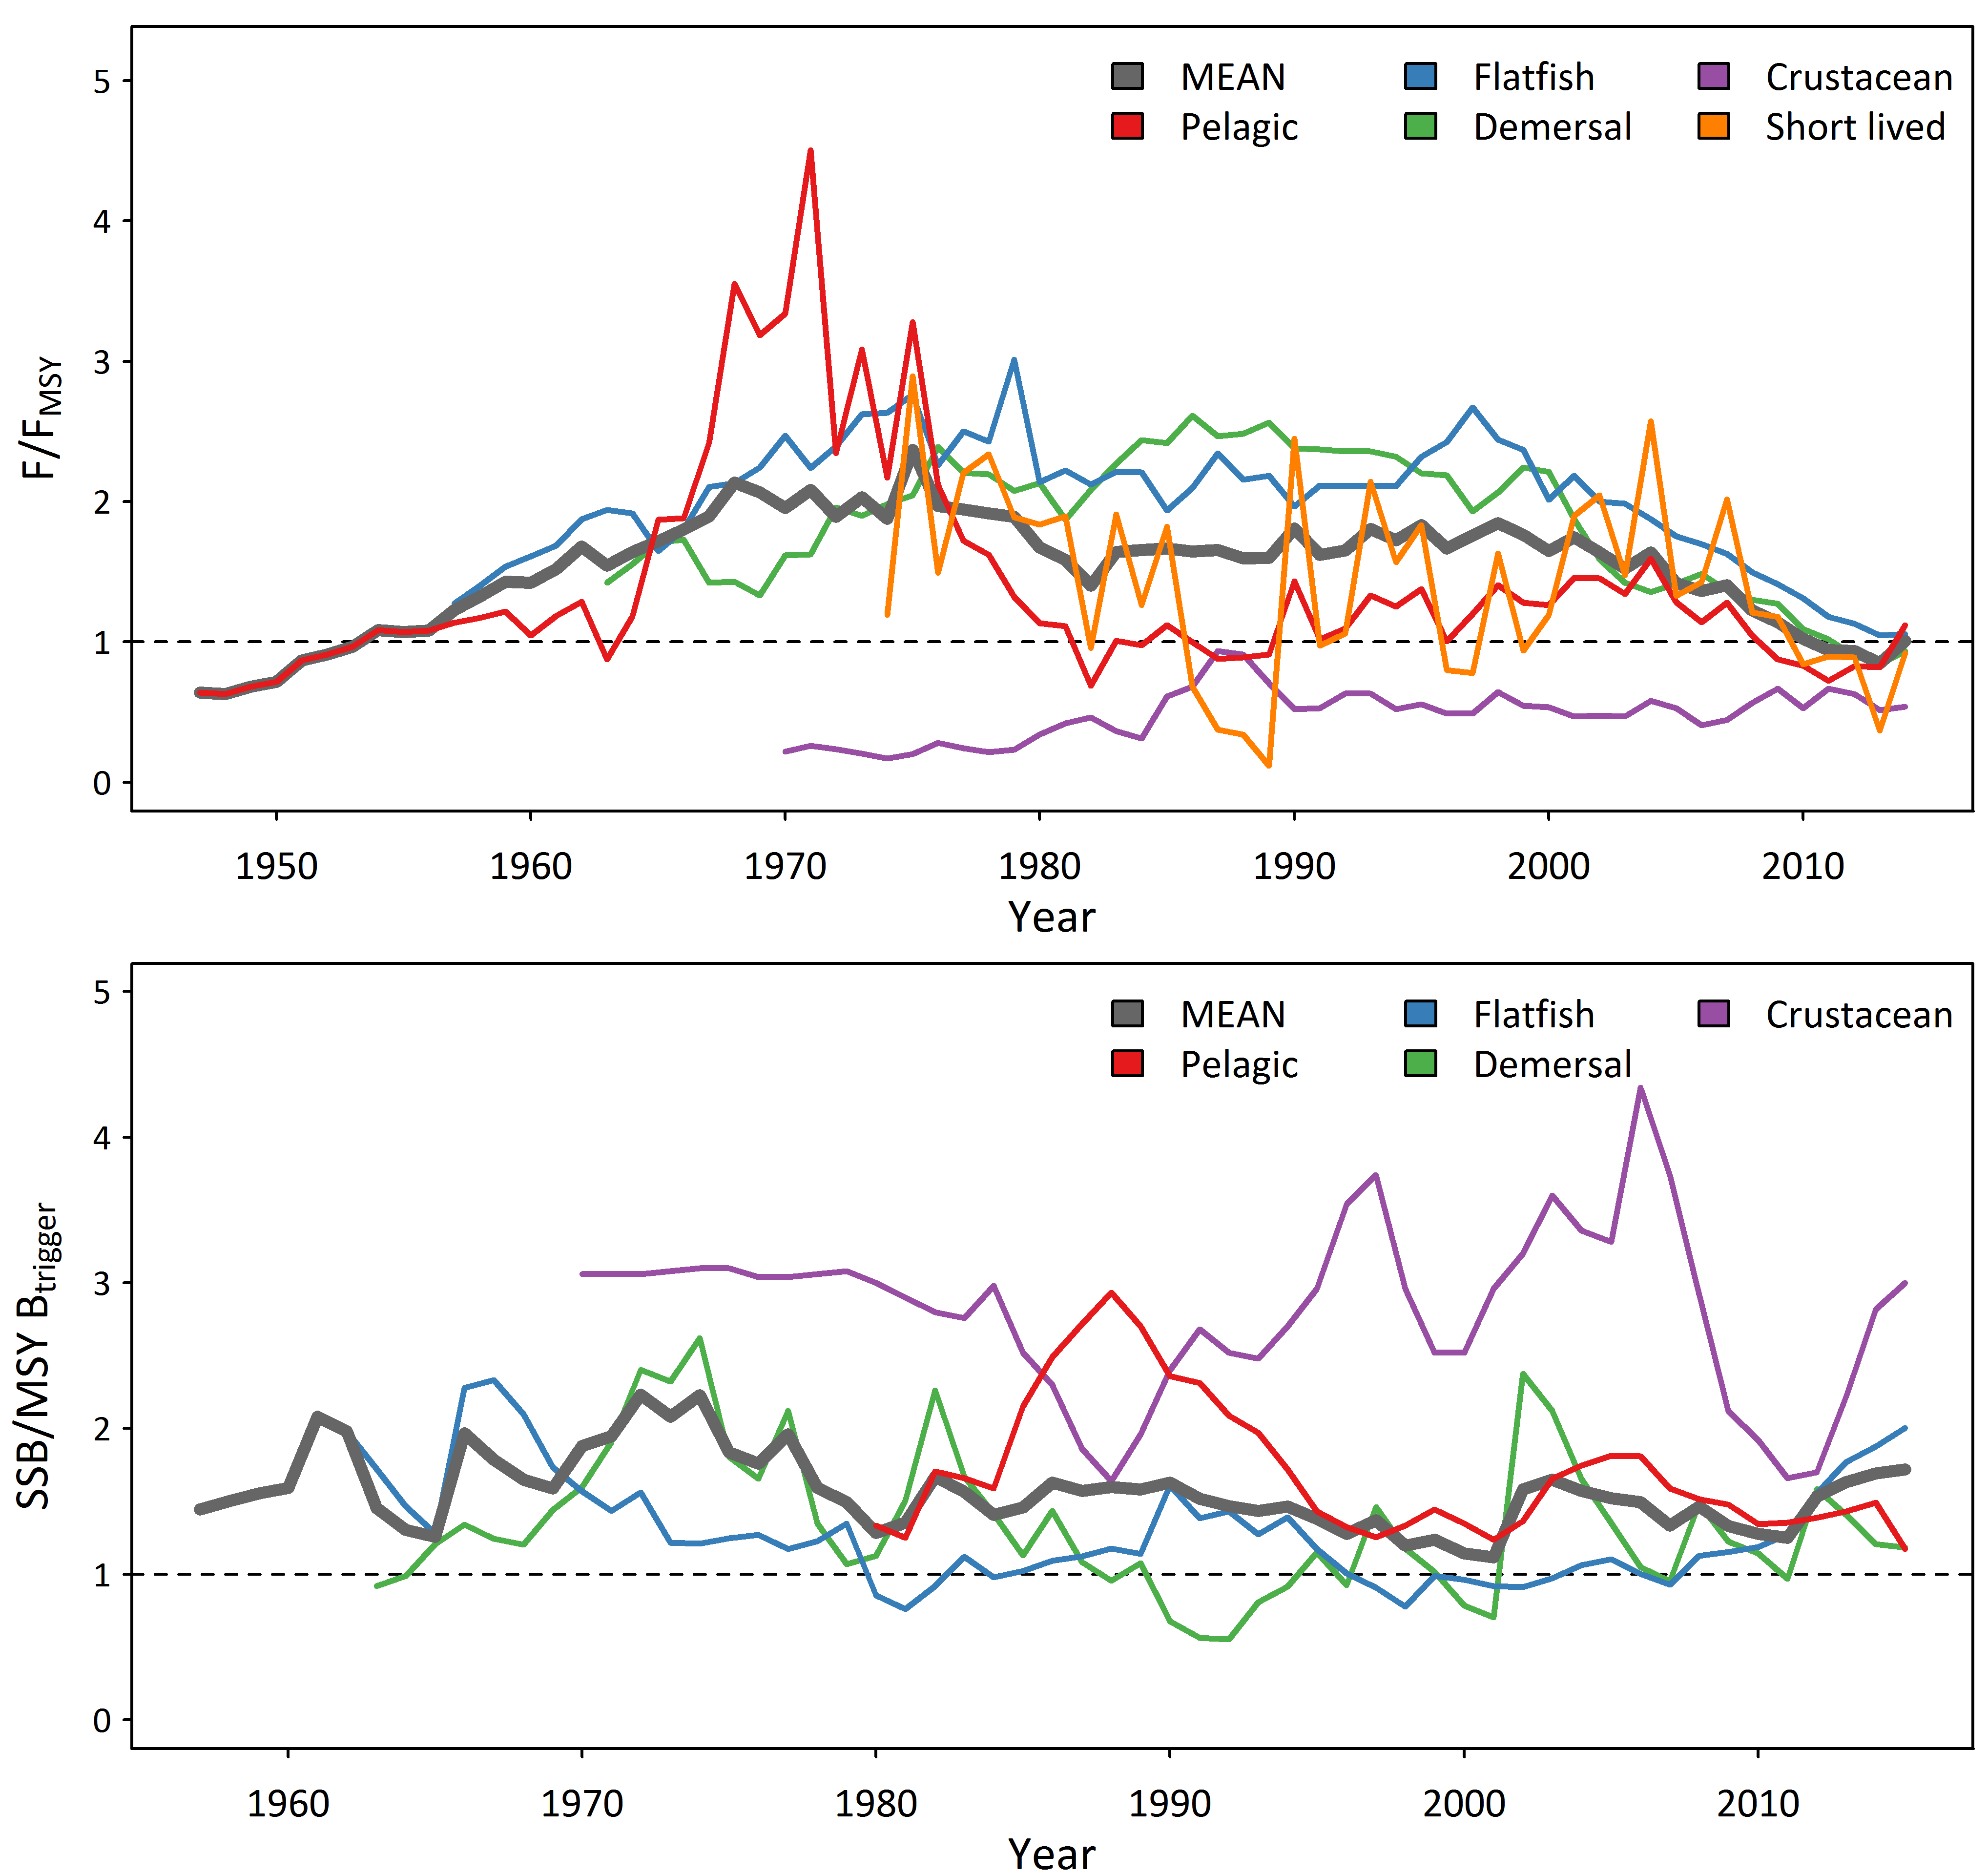 5
4
3
2
1
0
F/FMSY
MEAN Flatfish Crustacean
Pelagic Demersal Short lived
1950 1960 1970 1980 1990 2000 2010
Year
5
4
3
2
1
0
SSB/MSY Btrigger
MEAN Flatfish Crustacean
Pelagic Demersal
1960 1970 1980 1990 2000 2010
Year